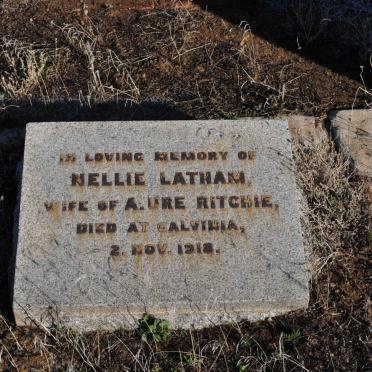 IN LOVING MEMORY OF
NELLIE LATHAM,
WIFE OF A. URE RITCHIE,
DIED AT CALVINIA,
2. NOV. 1918.